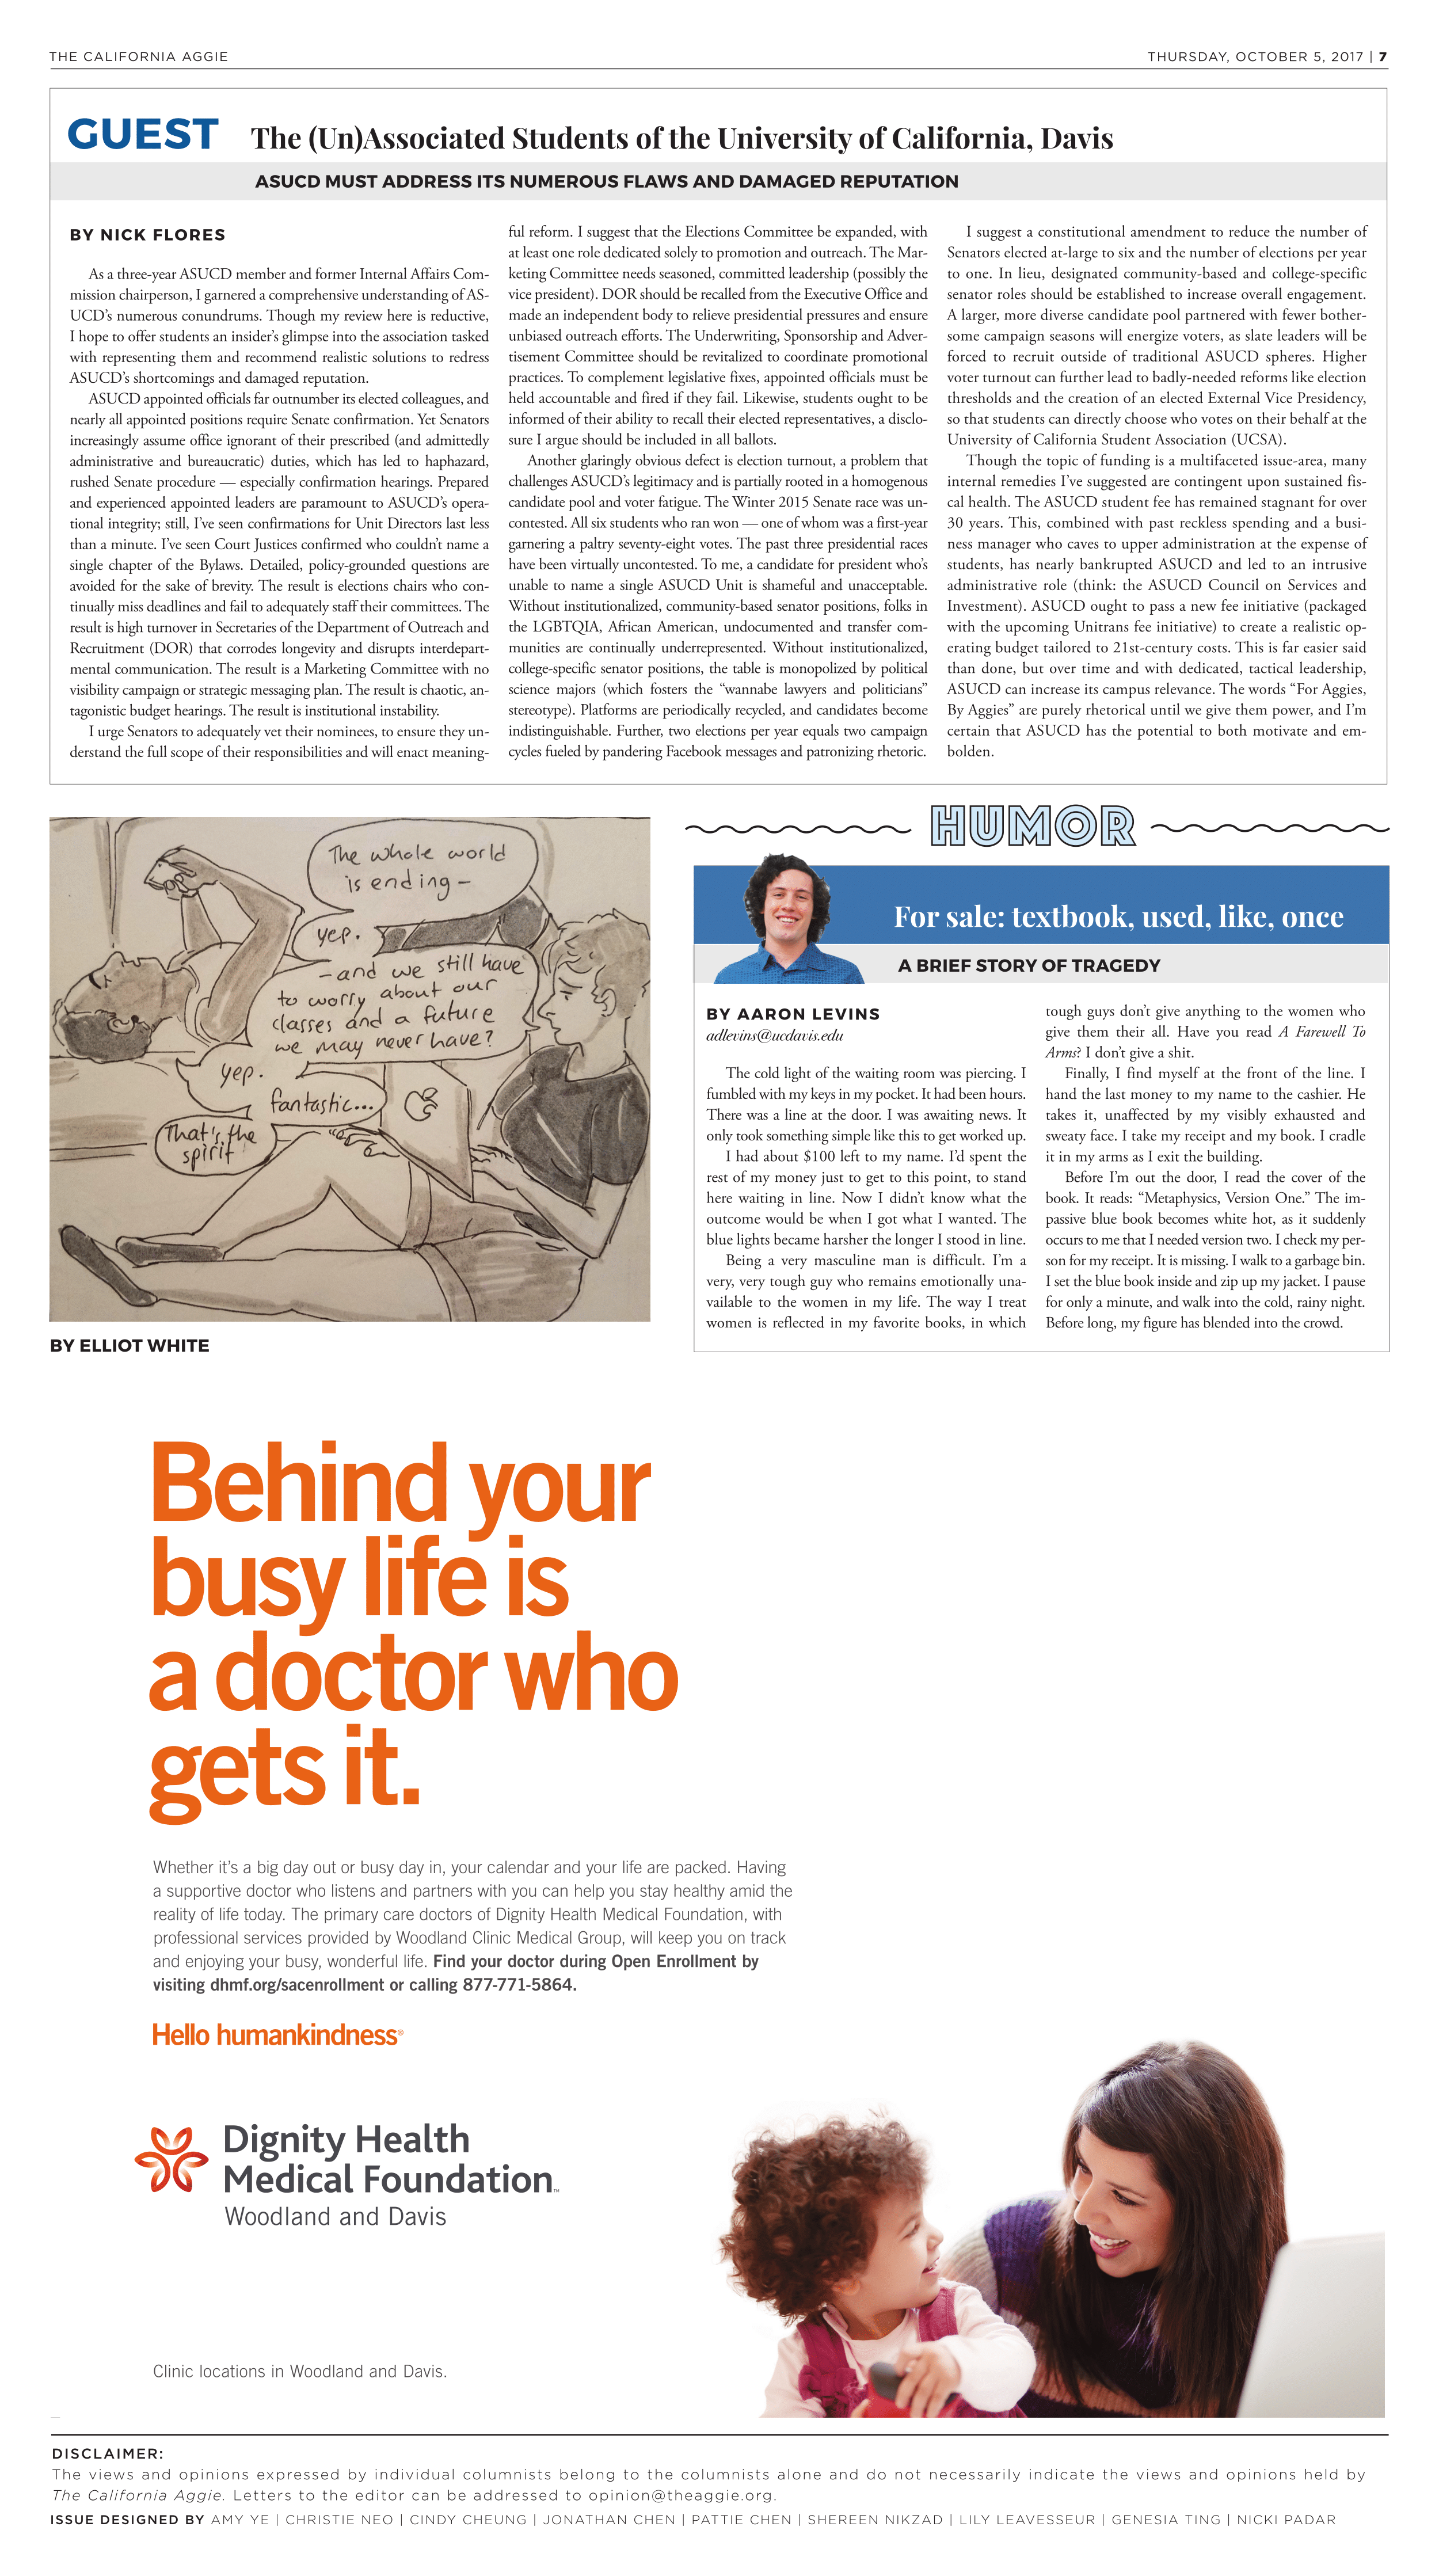 THE CALIFORNIA AGGIE
THURSDAY, OCTOBER 5, 2017 | 7
GUEST
The (Un)Associated Students of the University of California, Davis
ASUCD MUST ADDRESS ITS NUMEROUS FLAWS AND DAMAGED REPUTATION
BY NICK FLORES
As a three-year ASUCD member and former Internal Affairs Com-
mission chairperson, I garnered a comprehensive understanding of AS-
UCD’s numerous conundrums. Though my review here is reductive,
I hope to offer students an insider’s glimpse into the association tasked
with representing them and recommend realistic solutions to redress
ASUCD’s shortcomings and damaged reputation.
ASUCD appointed officials far outnumber its elected colleagues, and
nearly all appointed positions require Senate confirmation. Yet Senators
increasingly assume office ignorant of their prescribed (and admittedly
administrative and bureaucratic) duties, which has led to haphazard,
rushed Senate procedure — especially confirmation hearings. Prepared
and experienced appointed leaders are paramount to ASUCD’s opera-
tional integrity; still, I’ve seen confirmations for Unit Directors last less
than a minute. I’ve seen Court Justices confirmed who couldn’t name a
single chapter of the Bylaws. Detailed, policy-grounded questions are
avoided for the sake of brevity. The result is elections chairs who con-
tinually miss deadlines and fail to adequately staff their committees. The
result is high turnover in Secretaries of the Department of Outreach and
Recruitment (DOR) that corrodes longevity and disrupts interdepart-
mental communication. The result is a Marketing Committee with no
visibility campaign or strategic messaging plan. The result is chaotic, an-
tagonistic budget hearings. The result is institutional instability.
I urge Senators to adequately vet their nominees, to ensure they un-
derstand the full scope of their responsibilities and will enact meaning-
ful reform. I suggest that the Elections Committee be expanded, with
at least one role dedicated solely to promotion and outreach. The Mar-
keting Committee needs seasoned, committed leadership (possibly the
vice president). DOR should be recalled from the Executive Office and
made an independent body to relieve presidential pressures and ensure
unbiased outreach efforts. The Underwriting, Sponsorship and Adver-
tisement Committee should be revitalized to coordinate promotional
practices. To complement legislative fixes, appointed officials must be
held accountable and fired if they fail. Likewise, students ought to be
informed of their ability to recall their elected representatives, a disclo-
sure I argue should be included in all ballots.
Another glaringly obvious defect is election turnout, a problem that
challenges ASUCD’s legitimacy and is partially rooted in a homogenous
candidate pool and voter fatigue. The Winter 2015 Senate race was un-
contested. All six students who ran won — one of whom was a first-year
garnering a paltry seventy-eight votes. The past three presidential races
have been virtually uncontested. To me, a candidate for president who’s
unable to name a single ASUCD Unit is shameful and unacceptable.
Without institutionalized, community-based senator positions, folks in
the LGBTQIA, African American, undocumented and transfer com-
munities are continually underrepresented. Without institutionalized,
college-specific senator positions, the table is monopolized by political
science majors (which fosters the “wannabe lawyers and politicians”
stereotype). Platforms are periodically recycled, and candidates become
indistinguishable. Further, two elections per year equals two campaign
cycles fueled by pandering Facebook messages and patronizing rhetoric.
I suggest a constitutional amendment to reduce the number of
Senators elected at-large to six and the number of elections per year
to one. In lieu, designated community-based and college-specific
senator roles should be established to increase overall engagement.
A larger, more diverse candidate pool partnered with fewer bother-
some campaign seasons will energize voters, as slate leaders will be
forced to recruit outside of traditional ASUCD spheres. Higher
voter turnout can further lead to badly-needed reforms like election
thresholds and the creation of an elected External Vice Presidency,
so that students can directly choose who votes on their behalf at the
University of California Student Association (UCSA).
Though the topic of funding is a multifaceted issue-area, many
internal remedies I’ve suggested are contingent upon sustained fis-
cal health. The ASUCD student fee has remained stagnant for over
30 years. This, combined with past reckless spending and a busi-
ness manager who caves to upper administration at the expense of
students, has nearly bankrupted ASUCD and led to an intrusive
administrative role (think: the ASUCD Council on Services and
Investment). ASUCD ought to pass a new fee initiative (packaged
with the upcoming Unitrans fee initiative) to create a realistic op-
erating budget tailored to 21st-century costs. This is far easier said
than done, but over time and with dedicated, tactical leadership,
ASUCD can increase its campus relevance. The words “For Aggies,
By Aggies” are purely rhetorical until we give them power, and I’m
certain that ASUCD has the potential to both motivate and em-
bolden.
The whole world
is ending –
yep.
– and we still have
to worry about our
classes and a future
we may never have?
yep.
fantastic...
That's the
spirit
BY ELLIOT WHITE
HUMOR
For sale: textbook, used, like, once
A BRIEF STORY OF TRAGEDY
BY AARON LEVINS
adlevins@ucdavis.edu
The cold light of the waiting room was piercing. I
fumbled with my keys in my pocket. It had been hours.
There was a line at the door. I was awaiting news. It
only took something simple like this to get worked up.
I had about $100 left to my name. I’d spent the
rest of my money just to get to this point, to stand
here waiting in line. Now I didn’t know what the
outcome would be when I got what I wanted. The
blue lights became harsher the longer I stood in line.
Being a very masculine man is difficult. I’m a
very, very tough guy who remains emotionally una-
vailable to the women in my life. The way I treat
women is reflected in my favorite books, in which
tough guys don’t give anything to the women who
give them their all. Have you read A Farewell To
Arms? I don’t give a shit.
Finally, I find myself at the front of the line. I
hand the last money to my name to the cashier. He
takes it, unaffected by my visibly exhausted and
sweaty face. I take my receipt and my book. I cradle
it in my arms as I exit the building.
Before I’m out the door, I read the cover of the
book. It reads: “Metaphysics, Version One.” The im-
passive blue book becomes white hot, as it suddenly
occurs to me that I needed version two. I check my per-
son for my receipt. It is missing. I walk to a garbage bin.
I set the blue book inside and zip up my jacket. I pause
for only a minute, and walk into the cold, rainy night.
Before long, my figure has blended into the crowd.
Behind your
busy life is
a doctor who
gets it.
Whether it’s a big day out or busy day in, your calendar and your life are packed. Having
a supportive doctor who listens and partners with you can help you stay healthy amid the
reality of life today. The primary care doctors of Dignity Health Medical Foundation, with
professional services provided by Woodland Clinic Medical Group, will keep you on track
and enjoying your busy, wonderful life. Find your doctor during Open Enrollment by
visiting dhmf.org/sacenrollment or calling 877-771-5864.
Hello humankindness®
Dignity Health
Medical Foundation™
Woodland and Davis
Clinic locations in Woodland and Davis.
DISCLAIMER:
The views and opinions expressed by individual columnists belong to the columnists alone and do not necessarily indicate the views and opinions held by
The California Aggie. Letters to the editor can be addressed to opinion@theaggie.org.
ISSUE DESIGNED BY AMY YE | CHRISTIE NEO | CINDY CHEUNG | JONATHAN CHEN | PATTIE CHEN | SHEREEN NIKZAD | LILY LEAVESSEUR | GENESIA TING | NICKI PADAR